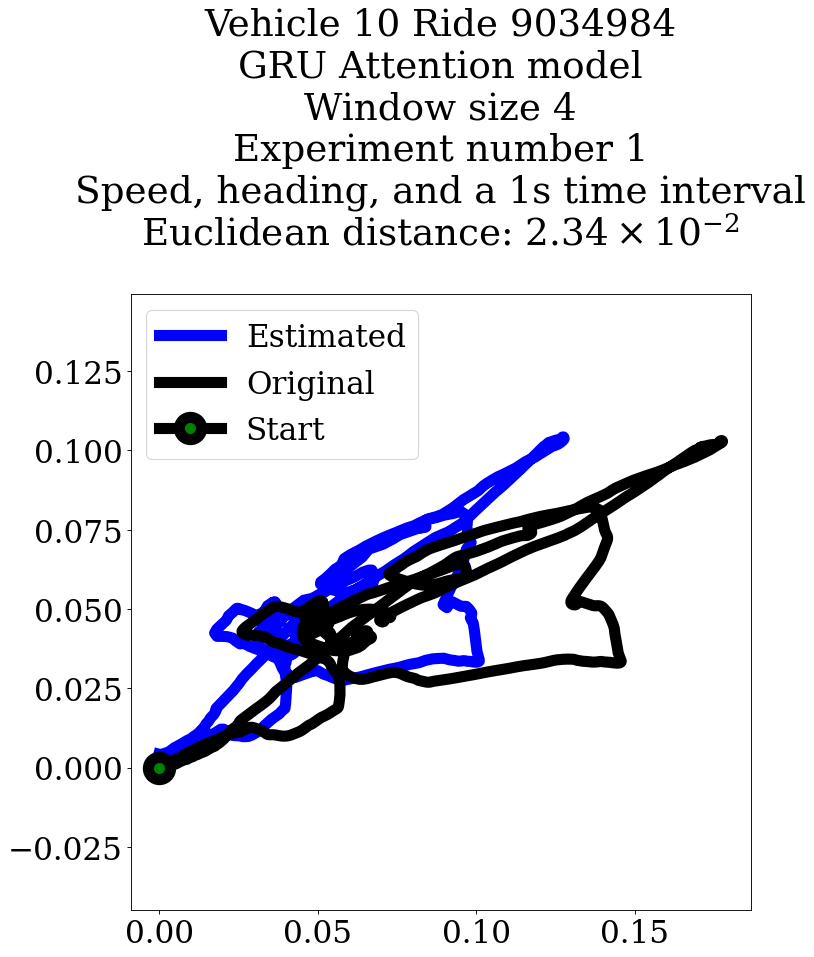 Vehicle 10 Ride 9034984
GRU Attention model
Window size 4
Experiment number 1
Speed, heading, and a 1s time interval
Euclidean distance: 2.34 × 10⁻²
Estimated
Original
Start
0.125
0.100
0.075
0.050
0.025
0.000
−0.025
0.00 0.05 0.10 0.15